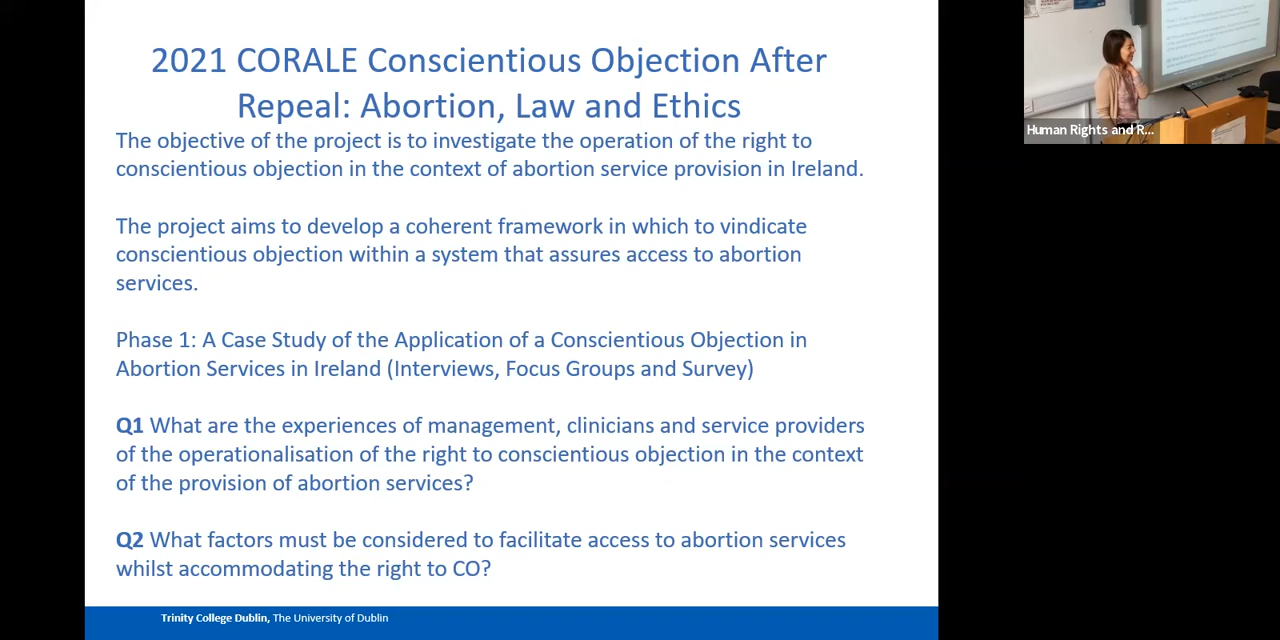 2021 CORALE Conscientious Objection After
Repeal: Abortion, Law and Ethics
The objective of the project is to investigate the operation of the right to
conscientious objection in the context of abortion service provision in Ireland.
The project aims to develop a coherent framework in which to vindicate
conscientious objection within a system that assures access to abortion
services.
Phase 1: A Case Study of the Application of a Conscientious Objection in
Abortion Services in Ireland (Interviews, Focus Groups and Survey)
Q1 What are the experiences of management, clinicians and service providers
of the operationalisation of the right to conscientious objection in the context
of the provision of abortion services?
Q2 What factors must be considered to facilitate access to abortion services
whilst accommodating the right to CO?
Trinity College Dublin, The University of Dublin
Human Rights and R...